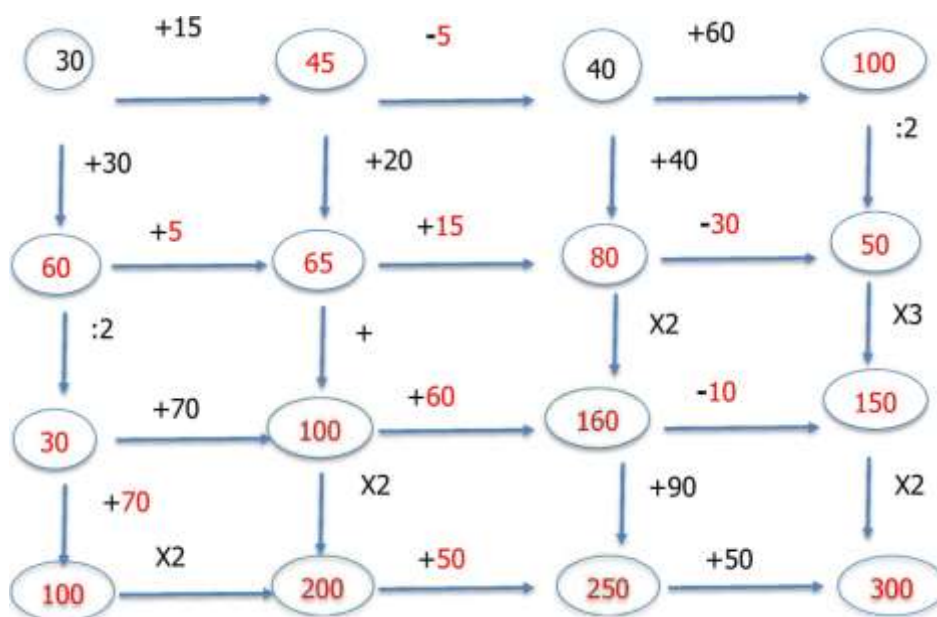 +15 -5 +60
30 45 40 100
+30 +20 +40 :2
+5 +15 -30
60 65 80 50
:2 + X2 X3
+70 +60 -10
30 100 160 150
+70 X2 +90 X2
X2 +50 +50
100 200 250 300